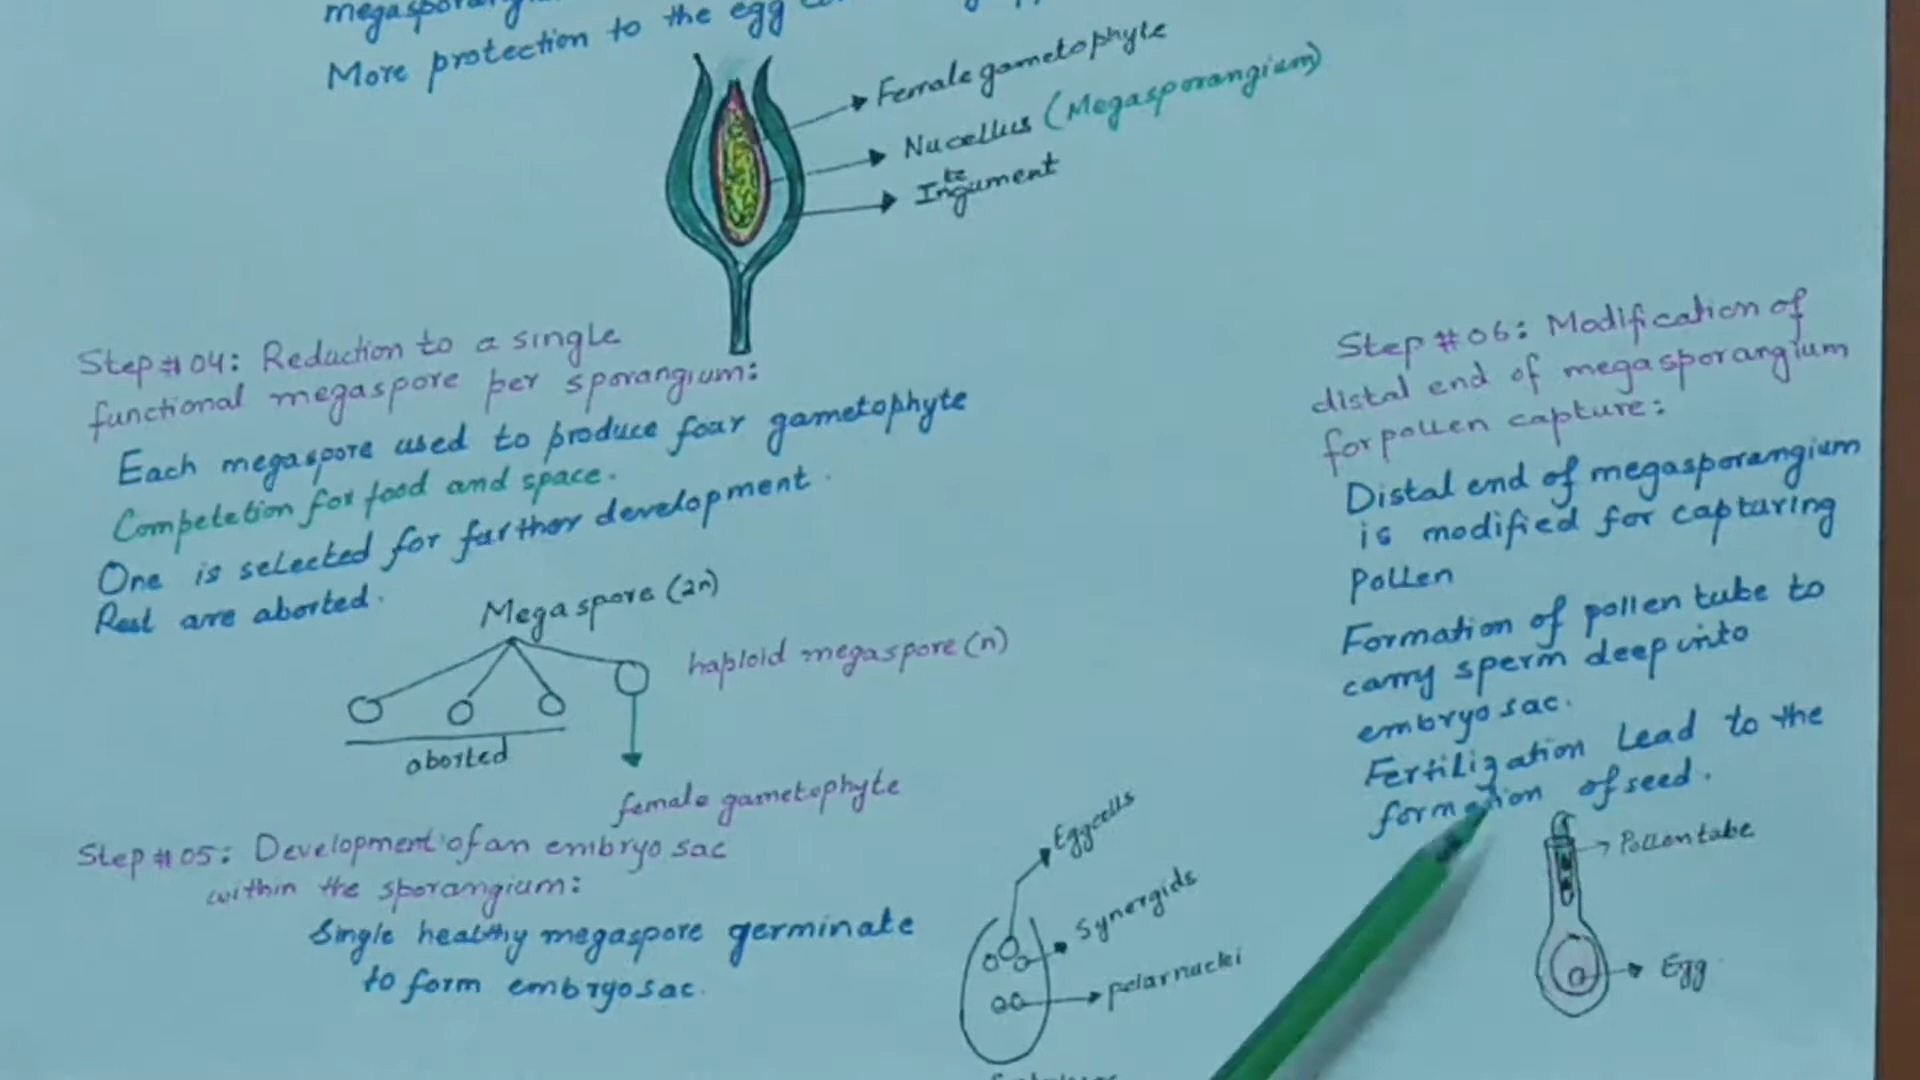 megasporang
More protection to the egg
Female gametophyte
Nucellus (Megasporangium)
Integument
Step # 04: Reduction to a single
functional megaspore per sporangium:
Each megaspore used to produce four gametophyte
Competetion for food and space.
One is selected for further development.
Rest are aborted.
Megaspore (2n)
haploid megaspore (n)
aborted
female gametophyte
Step # 05: Development of an embryo sac
within the sporangium:
Single healthy megaspore germinate
to form embryosac.
Egg cells
Synergids
polar nuclei
Step # 06: Modification of
distal end of megasporangium
for pollen capture:
Distal end of megasporangium
is modified for capturing
pollen
Formation of pollen tube to
carry sperm deep into
embryo sac.
Fertilization Lead to the
formation of seed.
Pollen tube
Egg